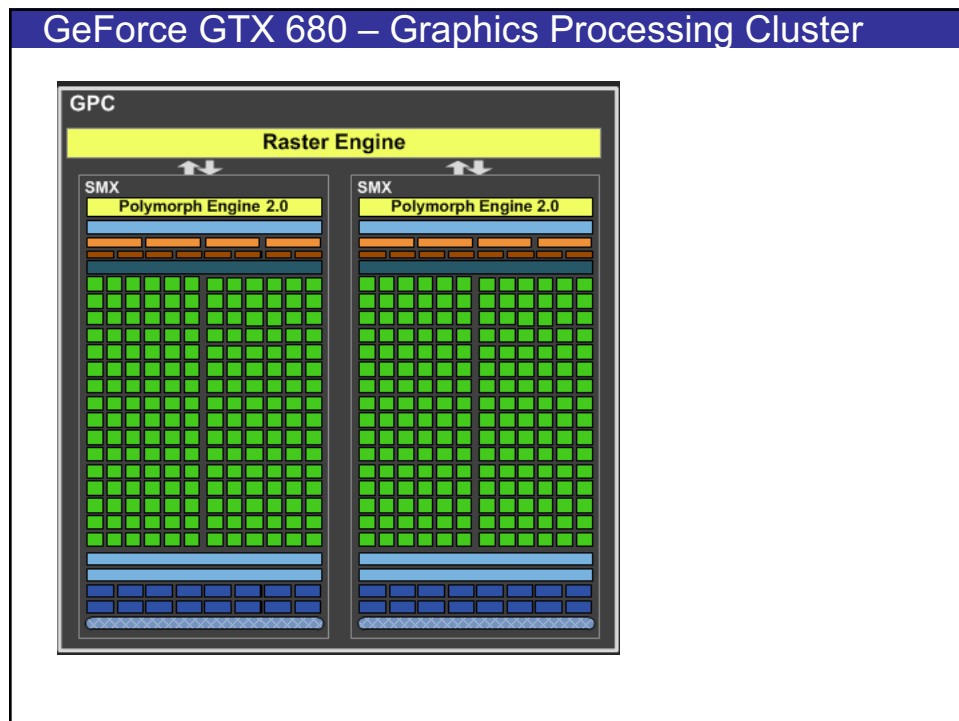 GeForce GTX 680 – Graphics Processing Cluster
GPC
Raster Engine
SMX
Polymorph Engine 2.0
SMX
Polymorph Engine 2.0